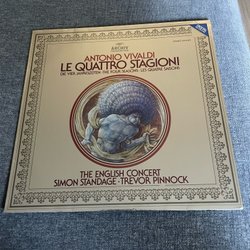 ARCHIV
ANTONIO VIVALDI
LE QUATTRO STAGIONI
DIE VIER JAHRESZEITEN · THE FOUR SEASONS · LES QUATRE SAISONS
THE ENGLISH CONCERT
SIMON STANDAGE · TREVOR PINNOCK